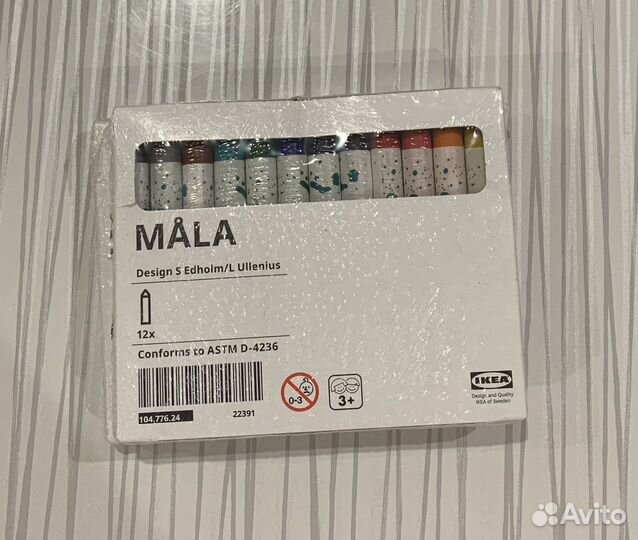 MÅLA
Design S Edholm/L Ullenius
12x
Conforms to ASTM D-4236
104.776.24 22391
0-3
3+
IKEA
Design and Quality
IKEA of Sweden
Avito